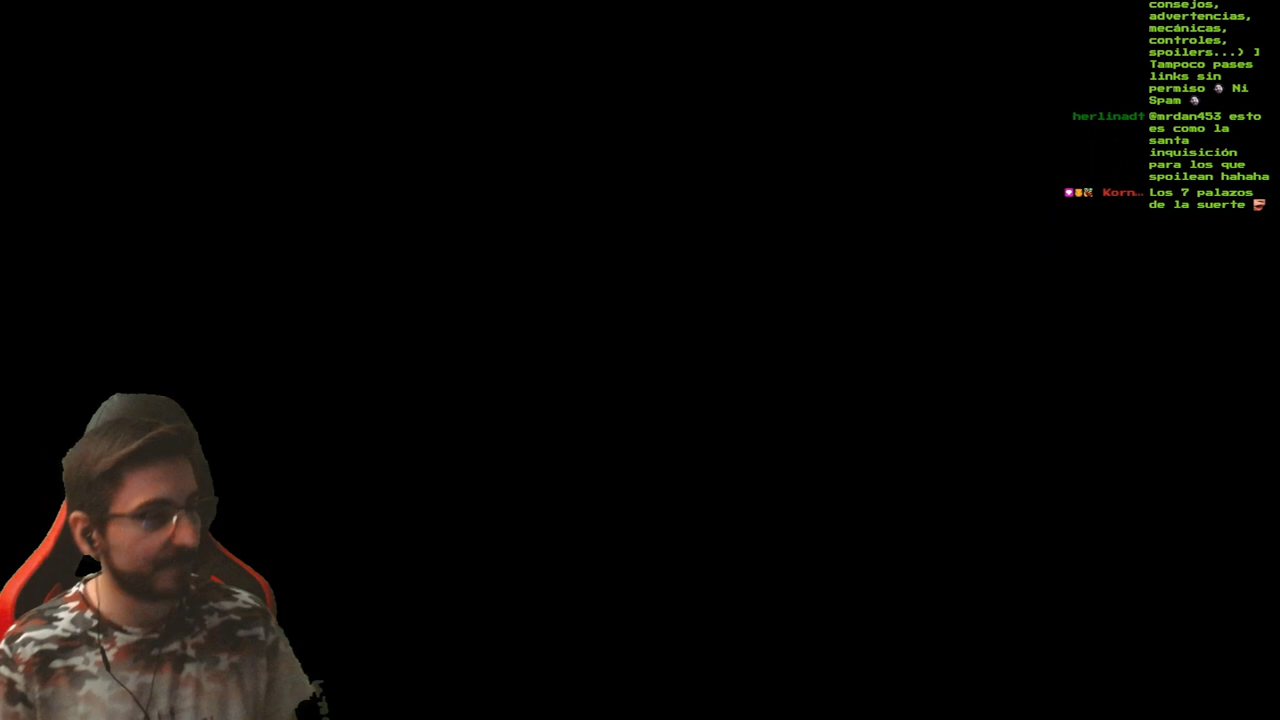 consejos,
advertencias,
mecánicas,
controles,
spoilers...) ]
Tampoco pases
links sin
permiso Ni
Spam
herlinadt @mrdan453 esto
es como la
santa
inquisición
para los que
spoilean hahaha
Korn… Los 7 palazos
de la suerte